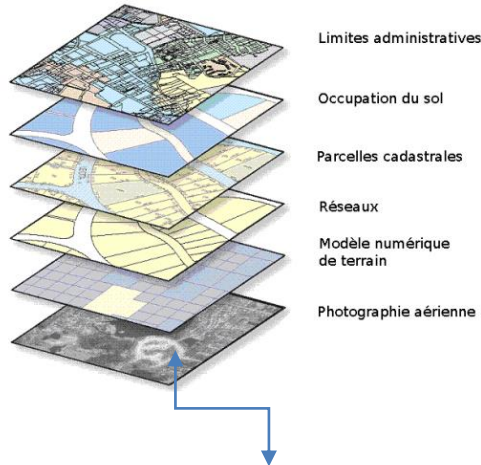 Limites administratives
Occupation du sol
Parcelles cadastrales
Réseaux
Modèle numérique
de terrain
Photographie aérienne